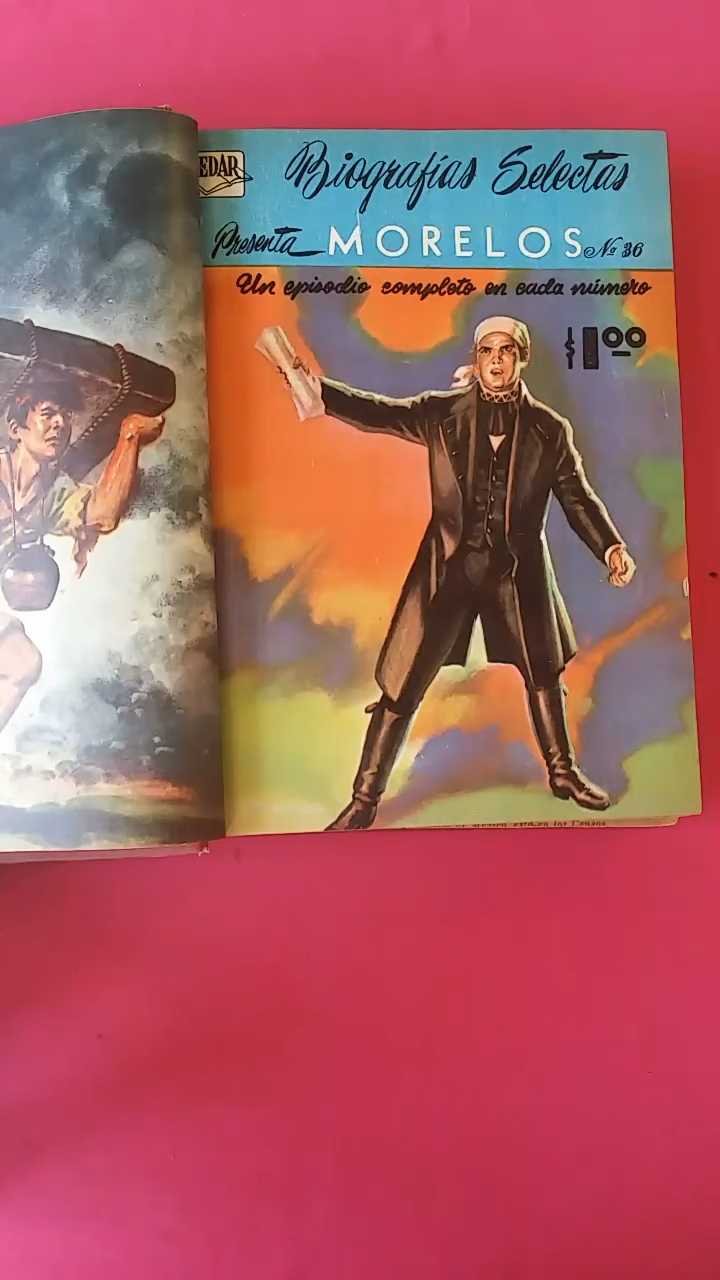 EDAR
Biografías Selectas
Presenta MORELOS Nº 36
Un episodio completo en cada número
$1.00